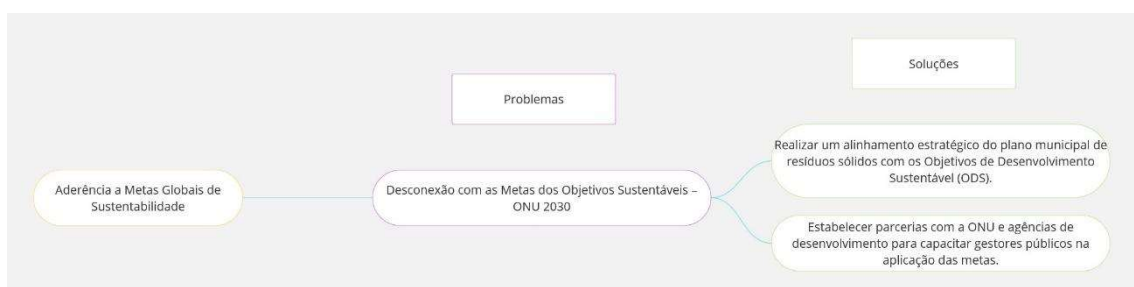 Soluções
Problemas
Aderência a Metas Globais de
Sustentabilidade
Desconexão com as Metas dos Objetivos Sustentáveis –
ONU 2030
Realizar um alinhamento estratégico do plano municipal de
resíduos sólidos com os Objetivos de Desenvolvimento
Sustentável (ODS).
Estabelecer parcerias com a ONU e agências de
desenvolvimento para capacitar gestores públicos na
aplicação das metas.